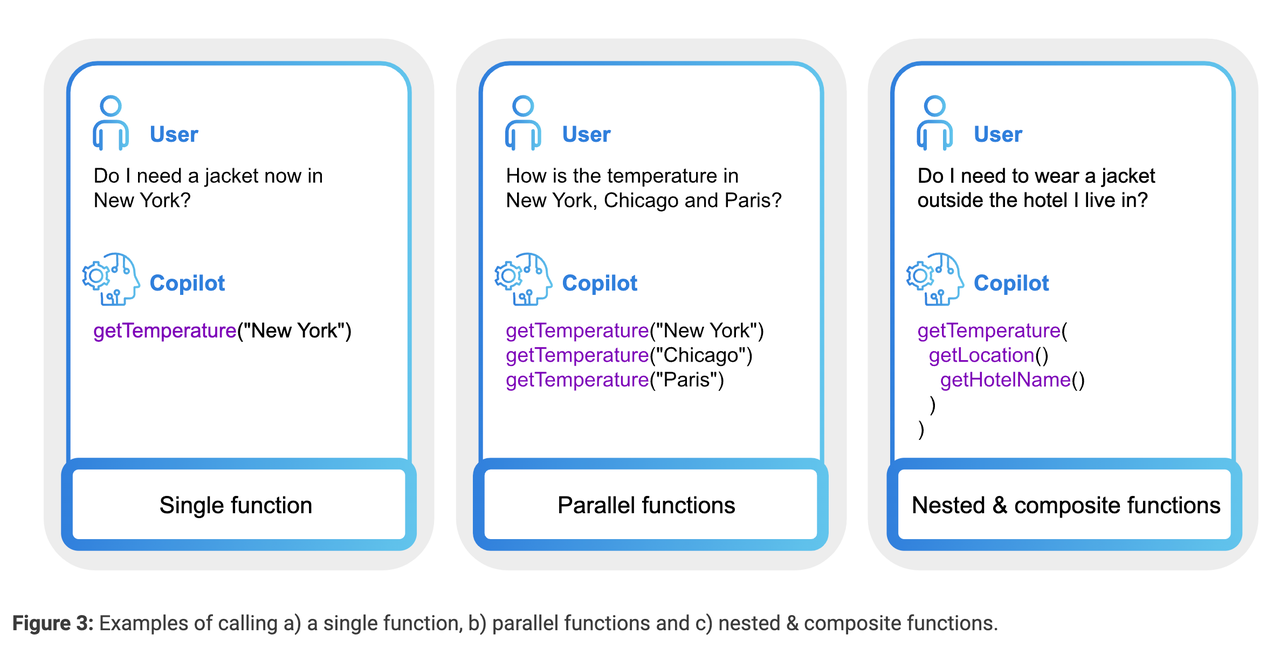 User
Do I need a jacket now in
New York?
Copilot
getTemperature("New York")
Single function
User
How is the temperature in
New York, Chicago and Paris?
Copilot
getTemperature("New York")
getTemperature("Chicago")
getTemperature("Paris")
Parallel functions
User
Do I need to wear a jacket
outside the hotel I live in?
Copilot
getTemperature(
getLocation()
getHotelName()
)
)
Nested & composite functions
Figure 3: Examples of calling a) a single function, b) parallel functions and c) nested & composite functions.